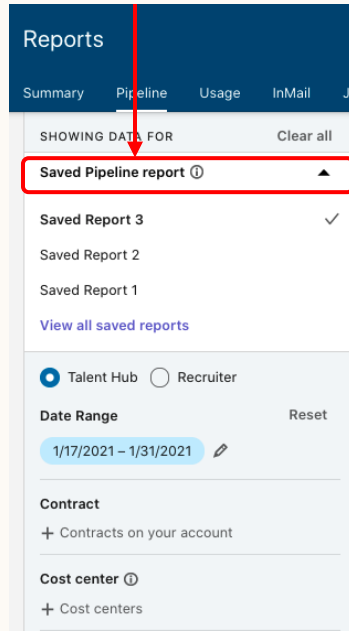 Reports
Summary Pipeline Usage InMail J
SHOWING DATA FOR Clear all
Saved Pipeline report
Saved Report 3
Saved Report 2
Saved Report 1
View all saved reports
Talent Hub Recruiter
Date Range Reset
1/17/2021 – 1/31/2021
Contract
+ Contracts on your account
Cost center
+ Cost centers